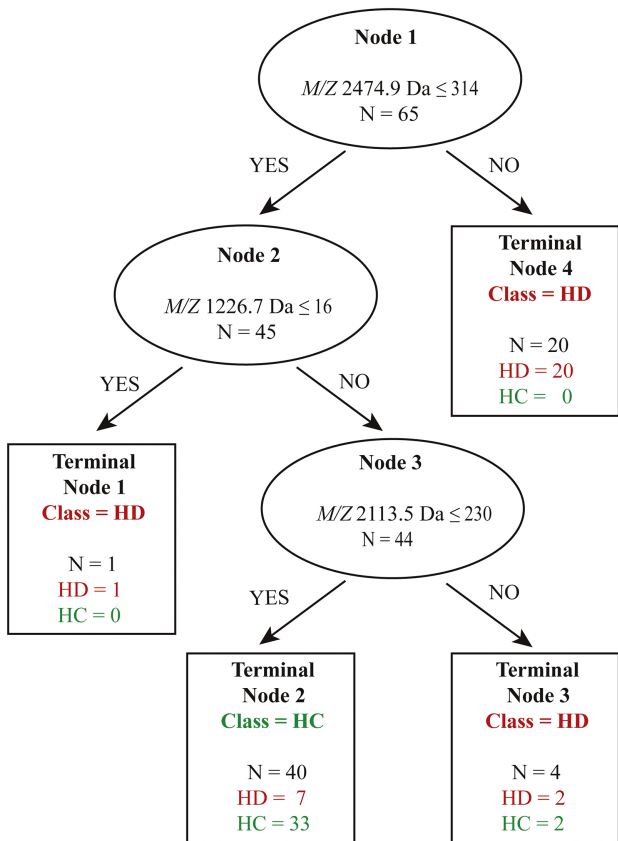 Node 1
M/Z 2474.9 Da ≤ 314
N = 65
YES
NO
Node 2
M/Z 1226.7 Da ≤ 16
N = 45
Terminal
Node 4
Class = HD
N = 20
HD = 20
HC = 0
YES
NO
Terminal
Node 1
Class = HD
N = 1
HD = 1
HC = 0
Node 3
M/Z 2113.5 Da ≤ 230
N = 44
YES
NO
Terminal
Node 2
Class = HC
N = 40
HD = 7
HC = 33
Terminal
Node 3
Class = HD
N = 4
HD = 2
HC = 2